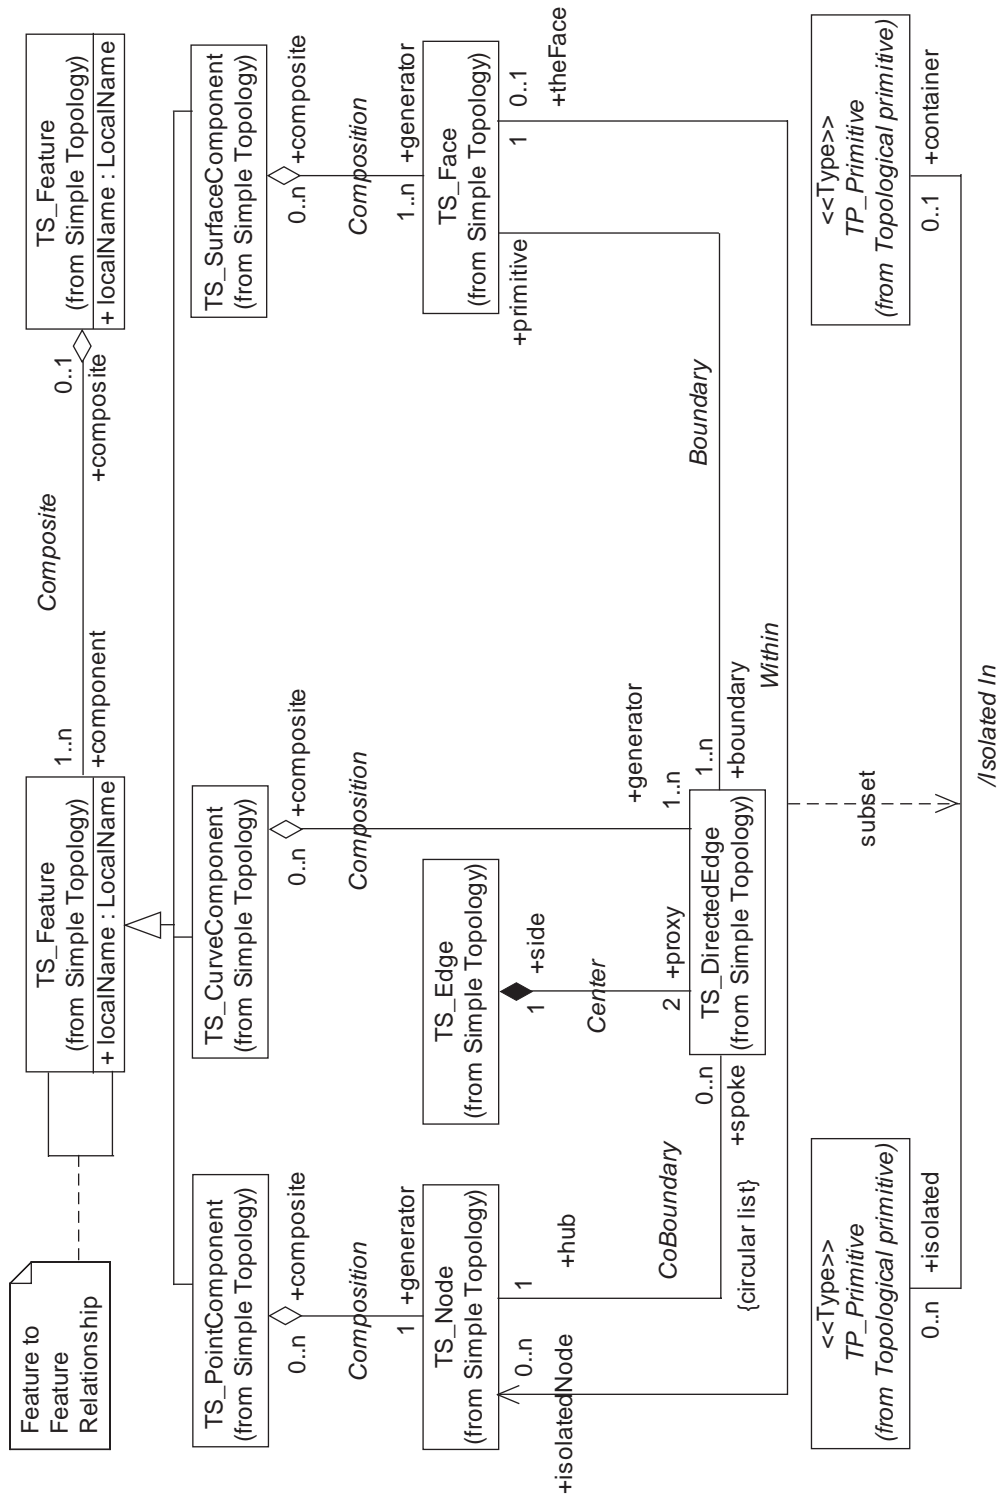 Feature to
Feature
Relationship
TS_Feature
(from Simple Topology)
+ localName : LocalName
1..n
+component
Composite
0..1
+composite
TS_Feature
(from Simple Topology)
+ localName : LocalName
TS_PointComponent
(from Simple Topology)
0..n
+composite
Composition
1
+generator
TS_CurveComponent
(from Simple Topology)
0..n
+composite
Composition
+generator
1..n
TS_SurfaceComponent
(from Simple Topology)
0..n
+composite
Composition
1..n
+generator
TS_Node
(from Simple Topology)
+isolatedNode
0..n
1
+hub
CoBoundary
{circular list}
TS_Edge
(from Simple Topology)
1
+side
Center
2
+proxy
TS_Face
(from Simple Topology)
+primitive
1
0..1
+theFace
0..n
+spoke
TS_DirectedEdge
(from Simple Topology)
1..n
+boundary
Boundary
Within
subset
<<Type>>
TP_Primitive
(from Topological primitive)
0..n
+isolated
/Isolated In
<<Type>>
TP_Primitive
(from Topological primitive)
0..1
+container